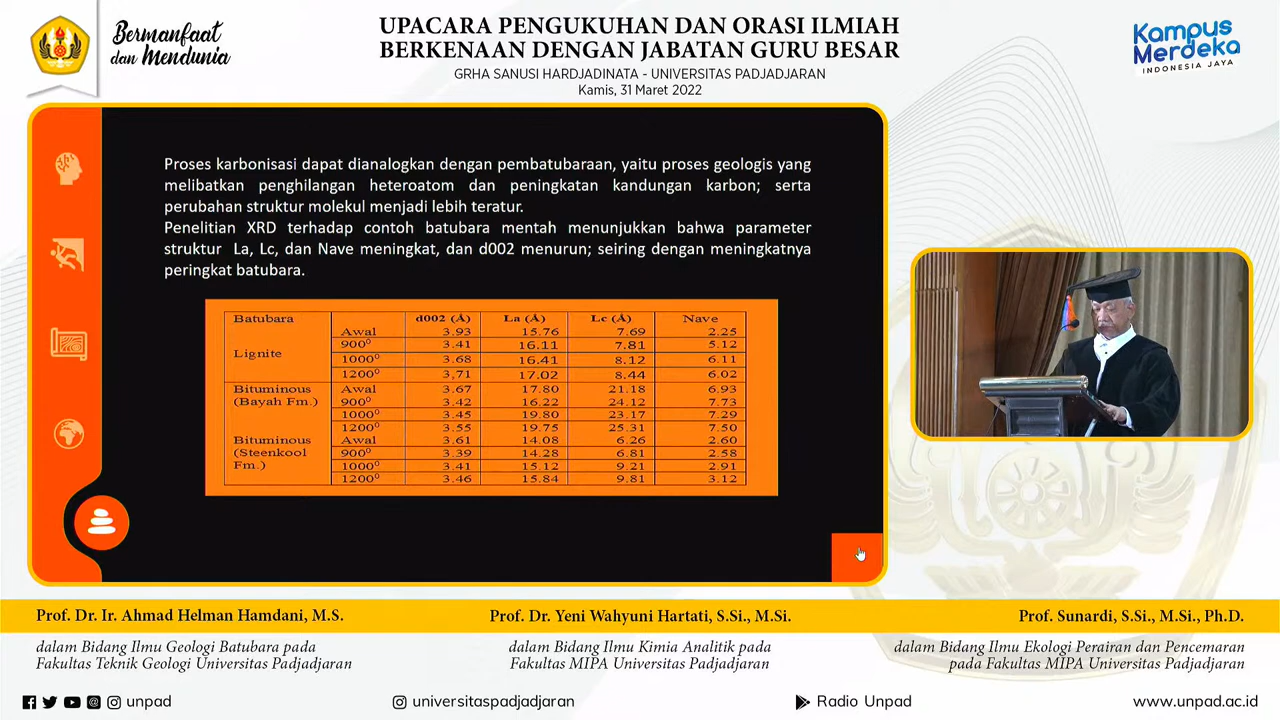 Bermanfaat
dan Mendunia
UPACARA PENGUKUHAN DAN ORASI ILMIAH
BERKENAAN DENGAN JABATAN GURU BESAR
GRHA SANUSI HARDJADINATA - UNIVERSITAS PADJADJARAN
Kamis, 31 Maret 2022
Kampus
Merdeka
INDONESIA JAYA
Proses karbonisasi dapat dianalogkan dengan pembatubaraan, yaitu proses geologis yang
melibatkan penghilangan heteroatom dan peningkatan kandungan karbon; serta
perubahan struktur molekul menjadi lebih teratur.
Penelitian XRD terhadap contoh batubara mentah menunjukkan bahwa parameter
struktur La, Lc, dan Nave meningkat, dan d002 menurun; seiring dengan meningkatnya
peringkat batubara.
Batubara d002 (Å) La (Å) Lc (Å) Nave
Lignite Awal 3.93 15.76 7.69 2.25
900⁰ 3.41 16.11 7.81 5.12
1000⁰ 3.68 16.41 8.12 6.11
1200⁰ 3,71 17.02 8.44 6.02
Bituminous Awal 3.67 17.80 21.18 6.93
(Bayah Fm.) 900⁰ 3.42 16.22 24.12 7.73
1000⁰ 3.45 19.80 23.17 7.29
1200⁰ 3.55 19.75 25.31 7.50
Bituminous Awal 3.61 14.08 6.26 2.60
(Steenkool 900⁰ 3.39 14.28 6.81 2.58
Fm.) 1000⁰ 3.41 15.12 9.21 2.91
1200⁰ 3.46 15.84 9.81 3.12
Prof. Dr. Ir. Ahmad Helman Hamdani, M.S.
dalam Bidang Ilmu Geologi Batubara pada
Fakultas Teknik Geologi Universitas Padjadjaran
Prof. Dr. Yeni Wahyuni Hartati, S.Si., M.Si.
dalam Bidang Ilmu Kimia Analitik pada
Fakultas MIPA Universitas Padjadjaran
Prof. Sunardi, S.Si., M.Si., Ph.D.
dalam Bidang Ilmu Ekologi Perairan dan Pencemaran
pada Fakultas MIPA Universitas Padjadjaran
unpad
universitaspadjadjaran
Radio Unpad
www.unpad.ac.id